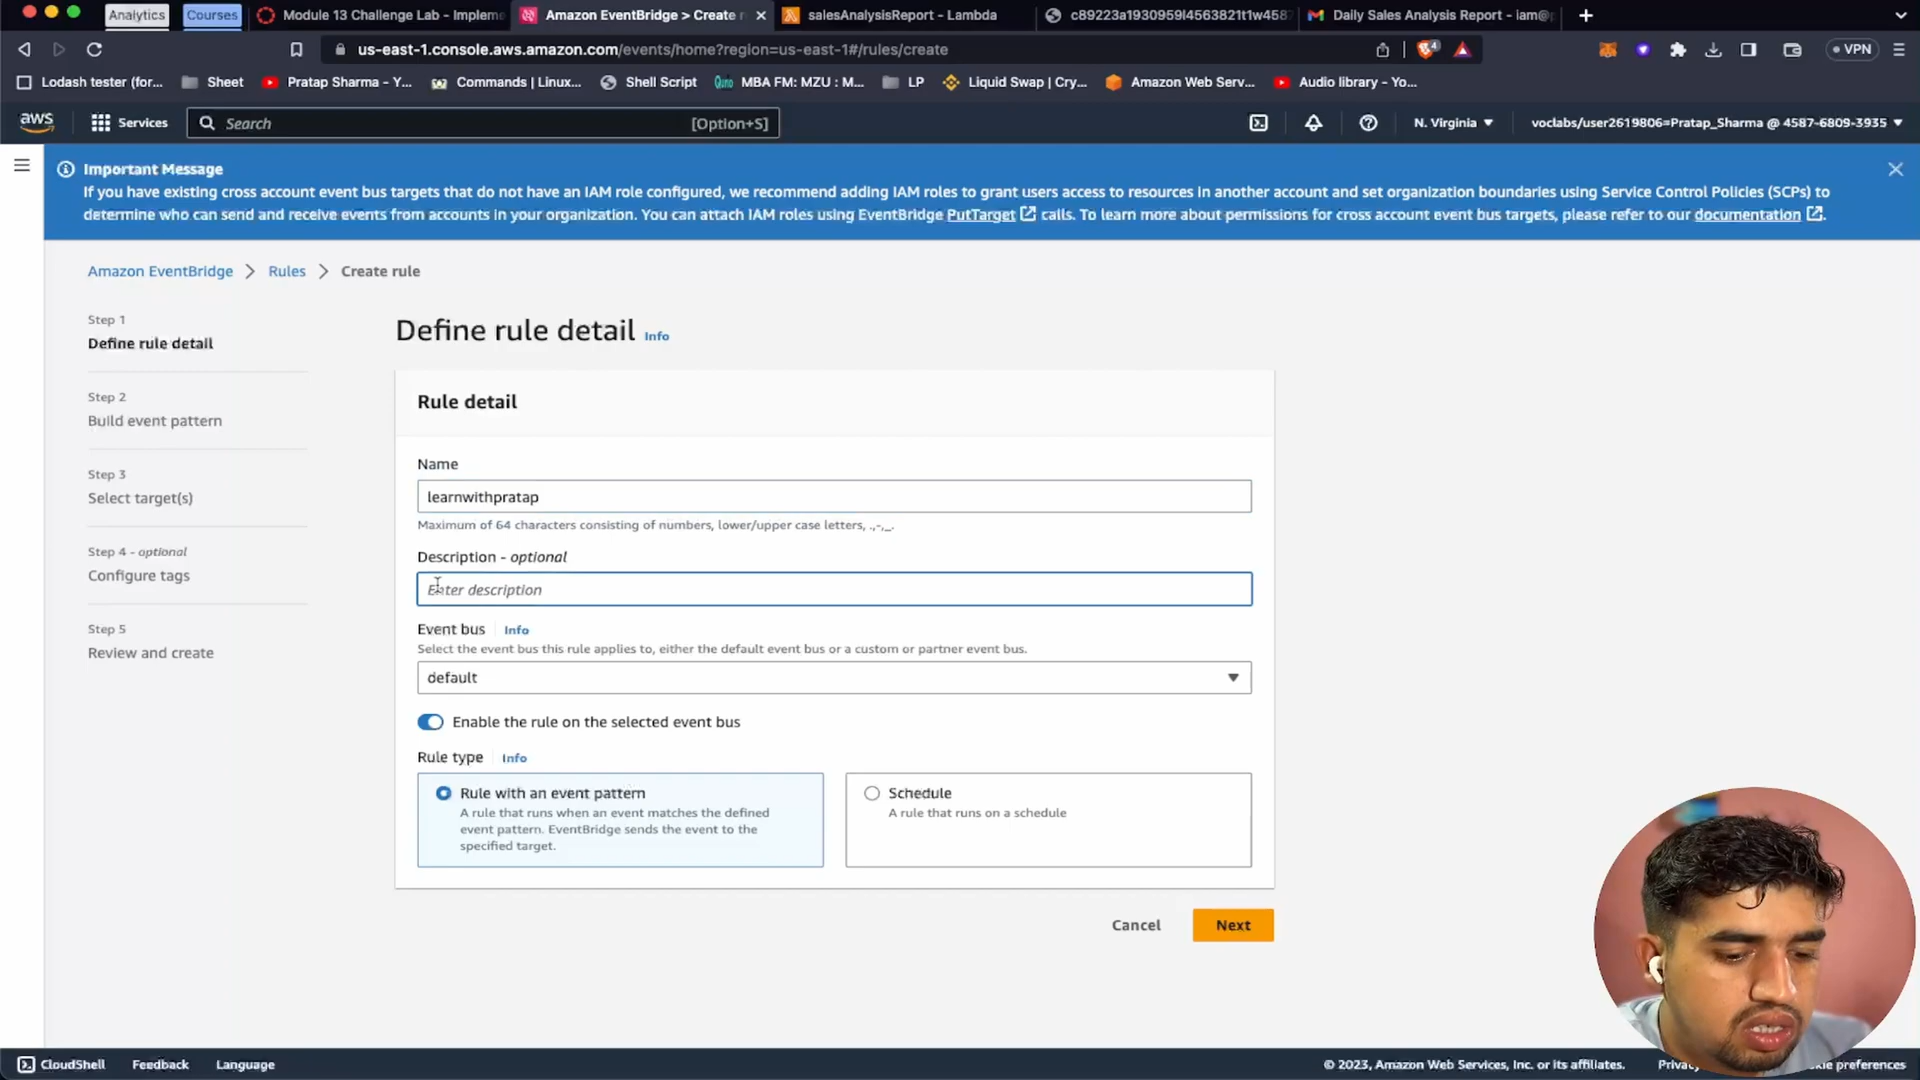 Analytics
Courses
Module 13 Challenge Lab - Impleme
Amazon EventBridge > Create r
salesAnalysisReport - Lambda
c89223a1930959l4563821t1w4587
Daily Sales Analysis Report - iam@p
us-east-1.console.aws.amazon.com/events/home?region=us-east-1#/rules/create
4
VPN
Lodash tester (for...
Sheet
Pratap Sharma - Y...
Commands | Linux...
Shell Script
MBA FM: MZU : M...
LP
Liquid Swap | Cry...
Amazon Web Serv...
Audio library - Yo...
aws
Services
Search
[Option+S]
N. Virginia
voclabs/user2619806=Pratap_Sharma @ 4587-6809-3935
Important Message
If you have existing cross account event bus targets that do not have an IAM role configured, we recommend adding IAM roles to grant users access to resources in another account and set organization boundaries using Service Control Policies (SCPs) to
determine who can send and receive events from accounts in your organization. You can attach IAM roles using EventBridge PutTarget calls. To learn more about permissions for cross account event bus targets, please refer to our documentation .
Amazon EventBridge
Rules
Create rule
Step 1
Define rule detail
Step 2
Build event pattern
Step 3
Select target(s)
Step 4 - optional
Configure tags
Step 5
Review and create
Define rule detail Info
Rule detail
Name
learnwithpratap
Maximum of 64 characters consisting of numbers, lower/upper case letters, .,-,_.
Description - optional
Enter description
Event bus Info
Select the event bus this rule applies to, either the default event bus or a custom or partner event bus.
default
Enable the rule on the selected event bus
Rule type Info
Rule with an event pattern
A rule that runs when an event matches the defined
event pattern. EventBridge sends the event to the
specified target.
Schedule
A rule that runs on a schedule
Cancel
Next
CloudShell
Feedback
Language
© 2023, Amazon Web Services, Inc. or its affiliates.
preferences